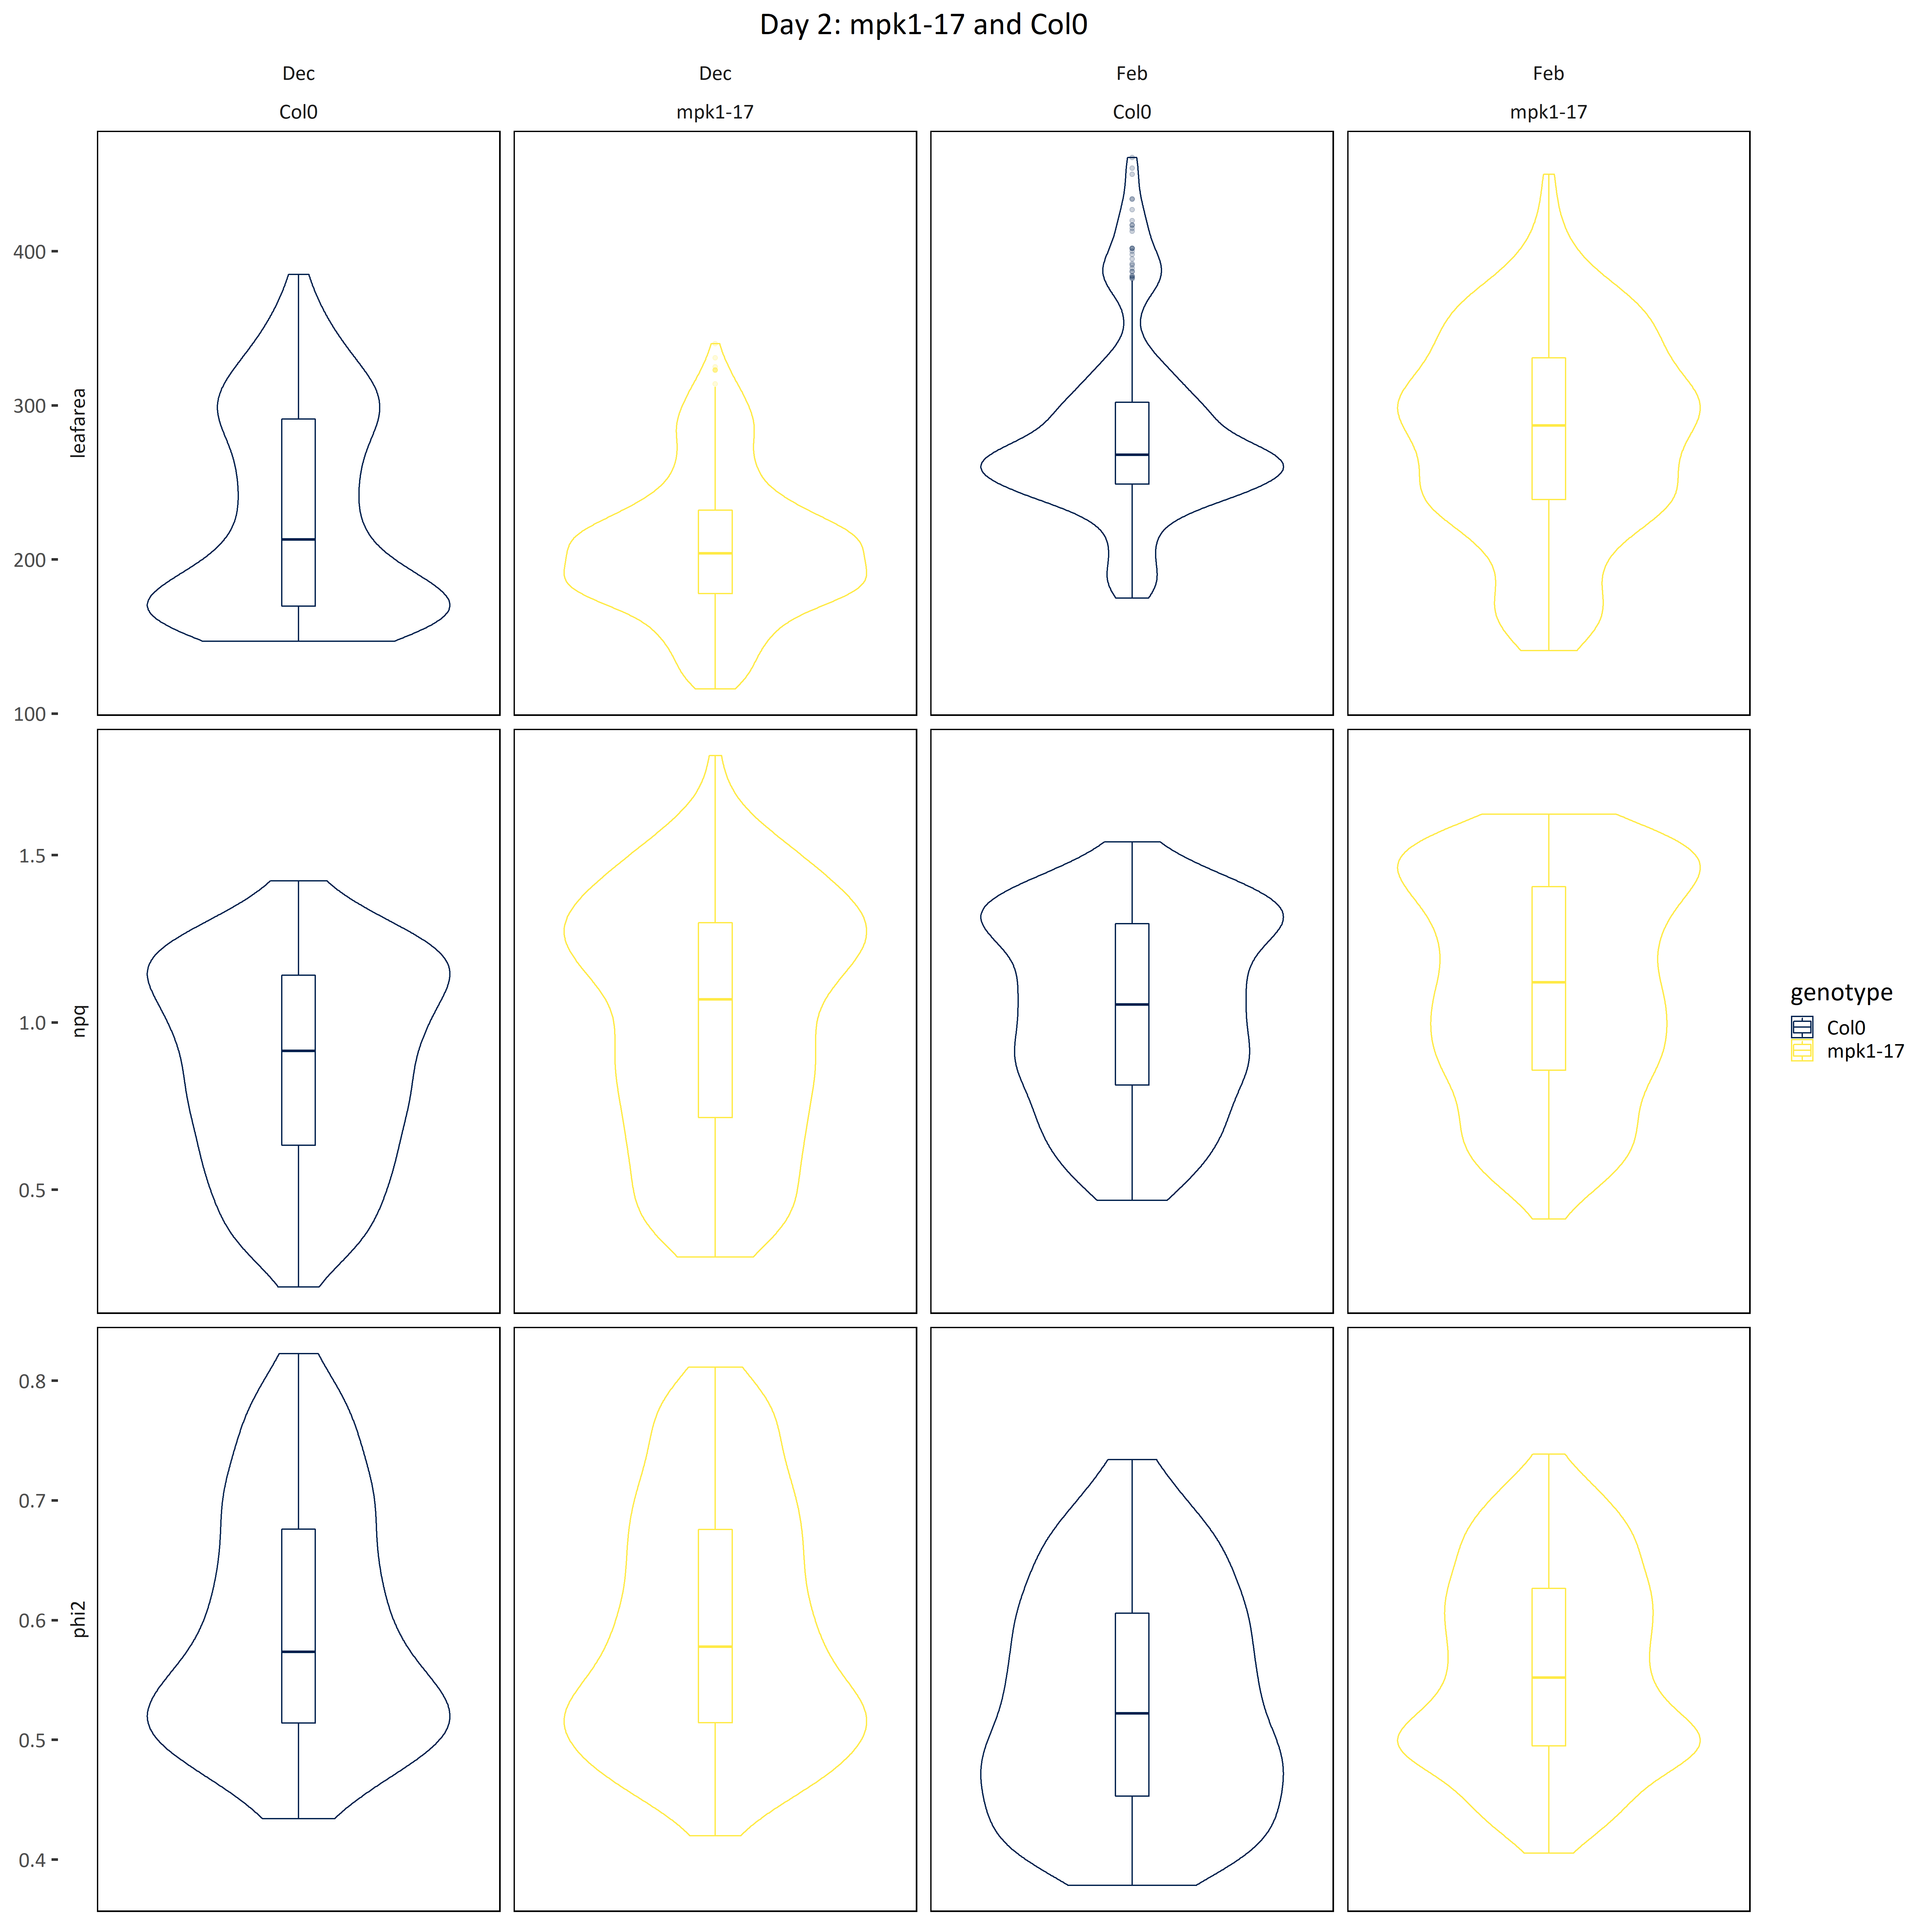 Day 2: mpk1-17 and Col0
Dec Dec Feb Feb
Col0 mpk1-17 Col0 mpk1-17
400
300
200
100
leafarea
1.5
1.0
0.5
npq
0.8
0.7
0.6
0.5
0.4
phi2
genotype
Col0
mpk1-17